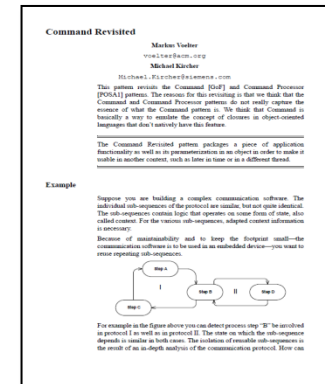 Command Revisited
Markus Voelter
voelter@acm.org
Michael Kircher
Michael.Kircher@siemens.com
This pattern revisits the Command [GoF] and Command Processor
[POSA1] patterns. The reasons for this revisiting is that we think that the
Command and Command Processor patterns do not really capture the
essence of what the Command pattern is. We think that Command is
basically a way to emulate the concept of closures in object-oriented
languages that don't natively have this feature.
The Command Revisited pattern packages a piece of application
functionality as well as its parameterization in an object in order to make it
usable in another context, such as later in time or in a different thread.
Example
Suppose you are building a complex communication software. The
individual sub-sequences of the protocol are similar, but not quite identical.
The sub-sequences contain logic that operates on some form of state, also
called context. For the various sub-sequences, adapted context information
is necessary.
Because of maintainability and to keep the footprint small—the
communication software is to be used in an embedded device—you want to
reuse repeating sub-sequences.
Step A
I
Step B
II
Step D
Step C
For example in the figure above you can detect process step "B" be involved
in protocol I as well as in protocol II. The state on which the sub-sequence
depends is similar in both cases. The isolation of reusable sub-sequences is
the result of an in-depth analysis of the communication protocol. How can